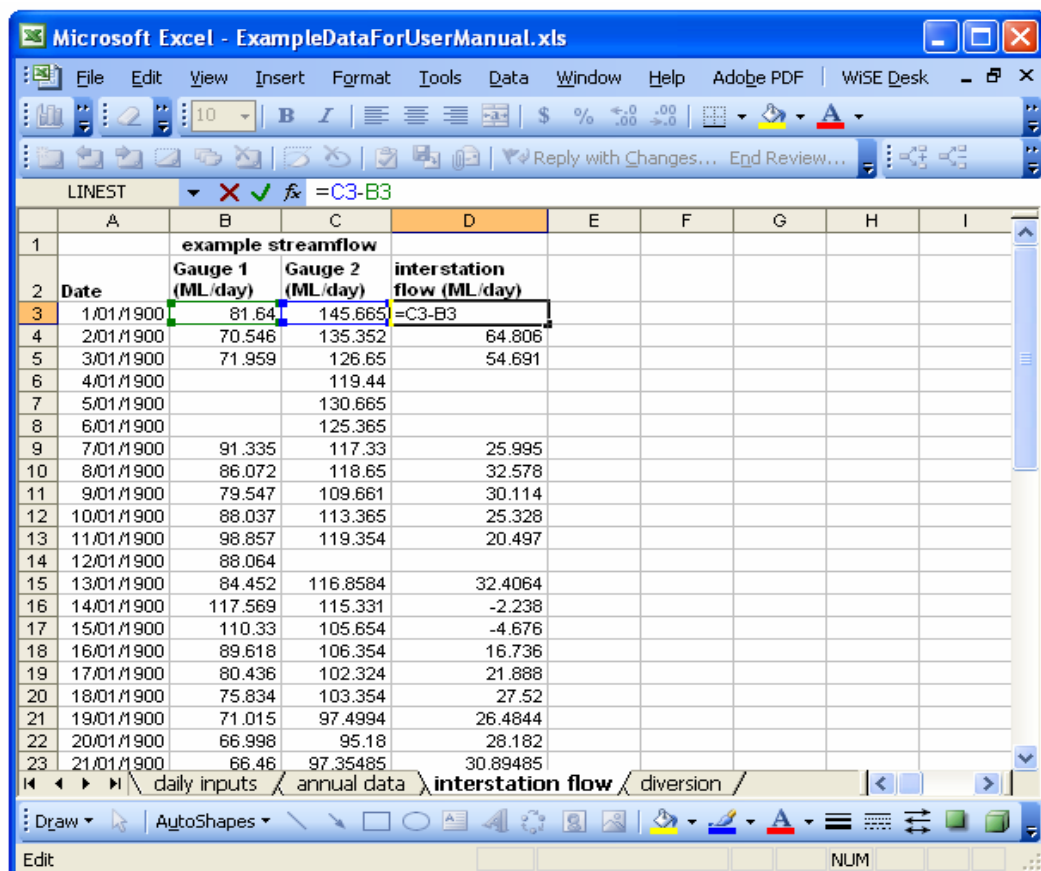 Microsoft Excel - ExampleDataForUserManual.xls
File Edit View Insert Format Tools Data Window Help Adobe PDF WiSE Desk
10 B I $ % .00 .00 A
Reply with Changes... End Review...
LINEST fx =C3-B3
A B C D E F G H I
1 example streamflow
2 Date Gauge 1 (ML/day) Gauge 2 (ML/day) interstation flow (ML/day)
3 1/01/1900 81.64 145.665 =C3-B3
4 2/01/1900 70.546 135.352 64.806
5 3/01/1900 71.959 126.65 54.691
6 4/01/1900 119.44
7 5/01/1900 130.665
8 6/01/1900 125.365
9 7/01/1900 91.335 117.33 25.995
10 8/01/1900 86.072 118.65 32.578
11 9/01/1900 79.547 109.661 30.114
12 10/01/1900 88.037 113.365 25.328
13 11/01/1900 98.857 119.354 20.497
14 12/01/1900 88.064
15 13/01/1900 84.452 116.8584 32.4064
16 14/01/1900 117.569 115.331 -2.238
17 15/01/1900 110.33 105.654 -4.676
18 16/01/1900 89.618 106.354 16.736
19 17/01/1900 80.436 102.324 21.888
20 18/01/1900 75.834 103.354 27.52
21 19/01/1900 71.015 97.4994 26.4844
22 20/01/1900 66.998 95.18 28.182
23 21/01/1900 66.46 97.35485 30.89485
daily inputs annual data interstation flow diversion
Draw AutoShapes A
Edit NUM